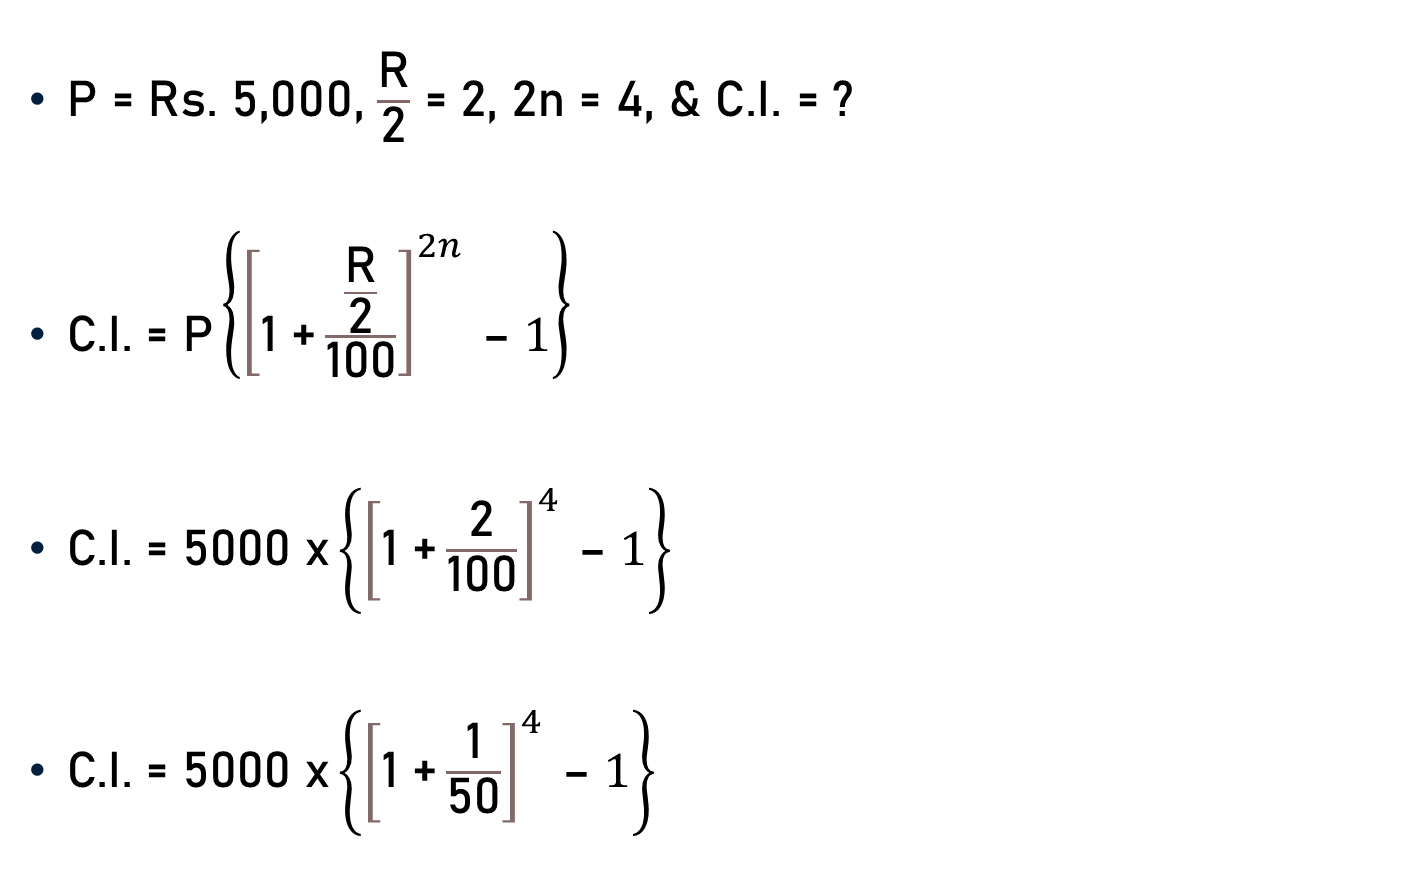 • P = Rs. 5,000, R/2 = 2, 2n = 4, & C.I. = ?
• C.I. = P{[1 + (R/2)/100]^2n – 1}
• C.I. = 5000 x {[1 + 2/100]^4 – 1}
• C.I. = 5000 x {[1 + 1/50]^4 – 1}